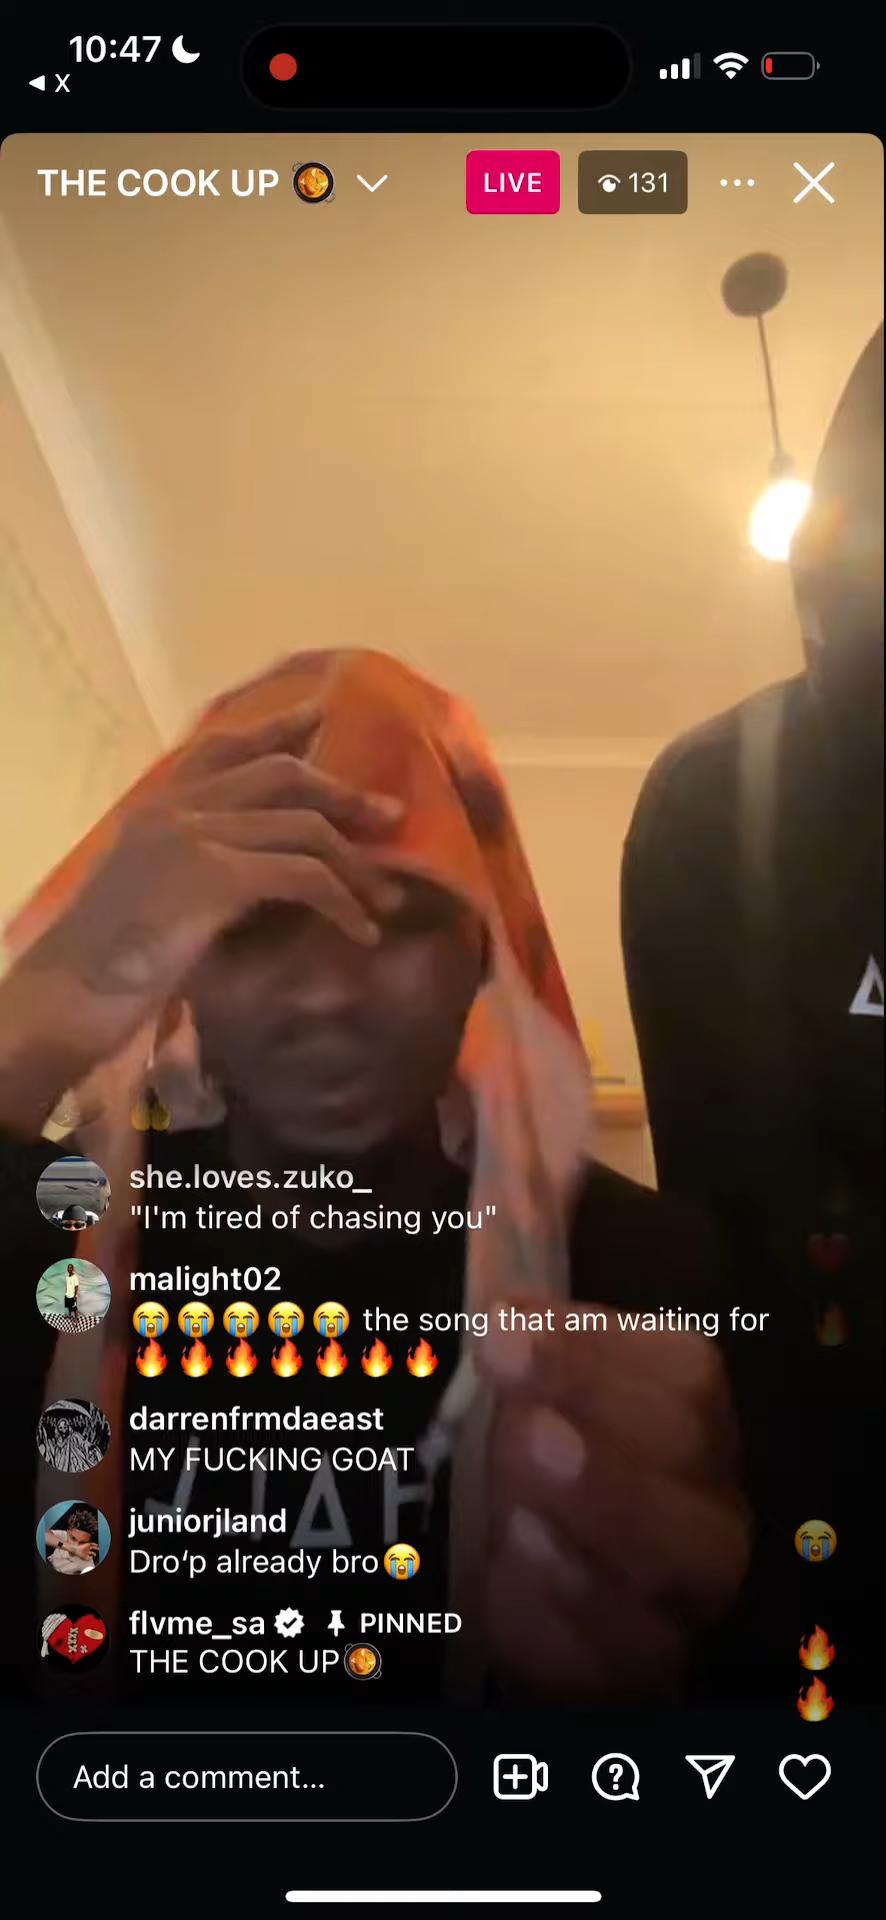 10:47
X
THE COOK UP
LIVE
131
she.loves.zuko_
"I'm tired of chasing you"
malight02
😭😭😭😭😭 the song that am waiting for
🔥🔥🔥🔥🔥🔥🔥
darrenfrmdaeast
MY FUCKING GOAT
juniorjland
Dro‘p already bro😭
flvme_sa PINNED
THE COOK UP🥘
Add a comment...